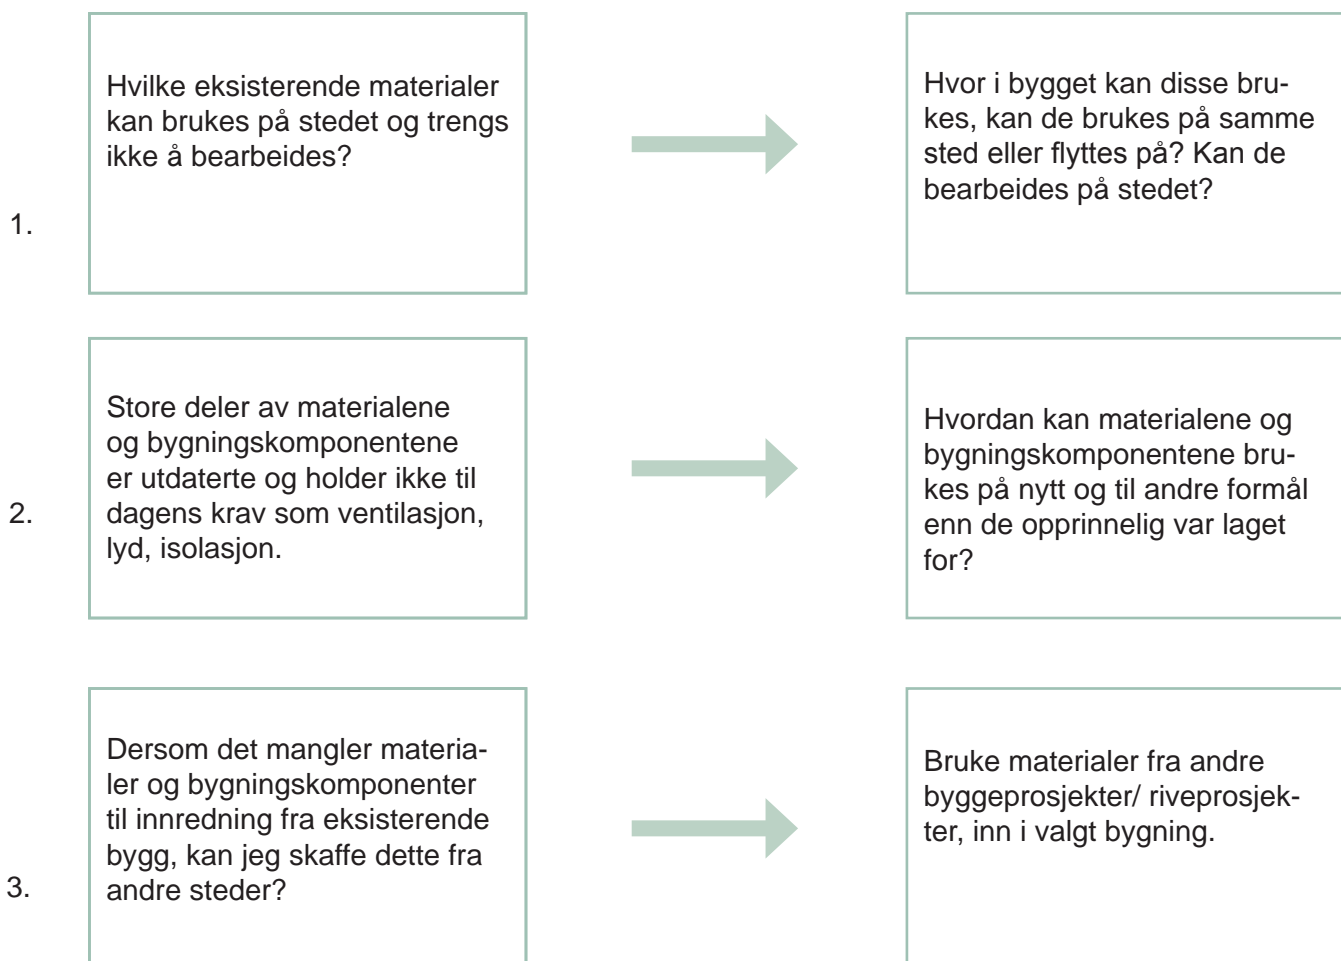 Hvilke eksisterende materialer
kan brukes på stedet og trengs
ikke å bearbeides?
Hvor i bygget kan disse bru-
kes, kan de brukes på samme
sted eller flyttes på? Kan de
bearbeides på stedet?
1.
Store deler av materialene
og bygningskomponentene
er utdaterte og holder ikke til
dagens krav som ventilasjon,
lyd, isolasjon.
Hvordan kan materialene og
bygningskomponentene bru-
kes på nytt og til andre formål
enn de opprinnelig var laget
for?
2.
Dersom det mangler materia-
ler og bygningskomponenter
til innredning fra eksisterende
bygg, kan jeg skaffe dette fra
andre steder?
Bruke materialer fra andre
byggeprosjekter/ riveprosjek-
ter, inn i valgt bygning.
3.